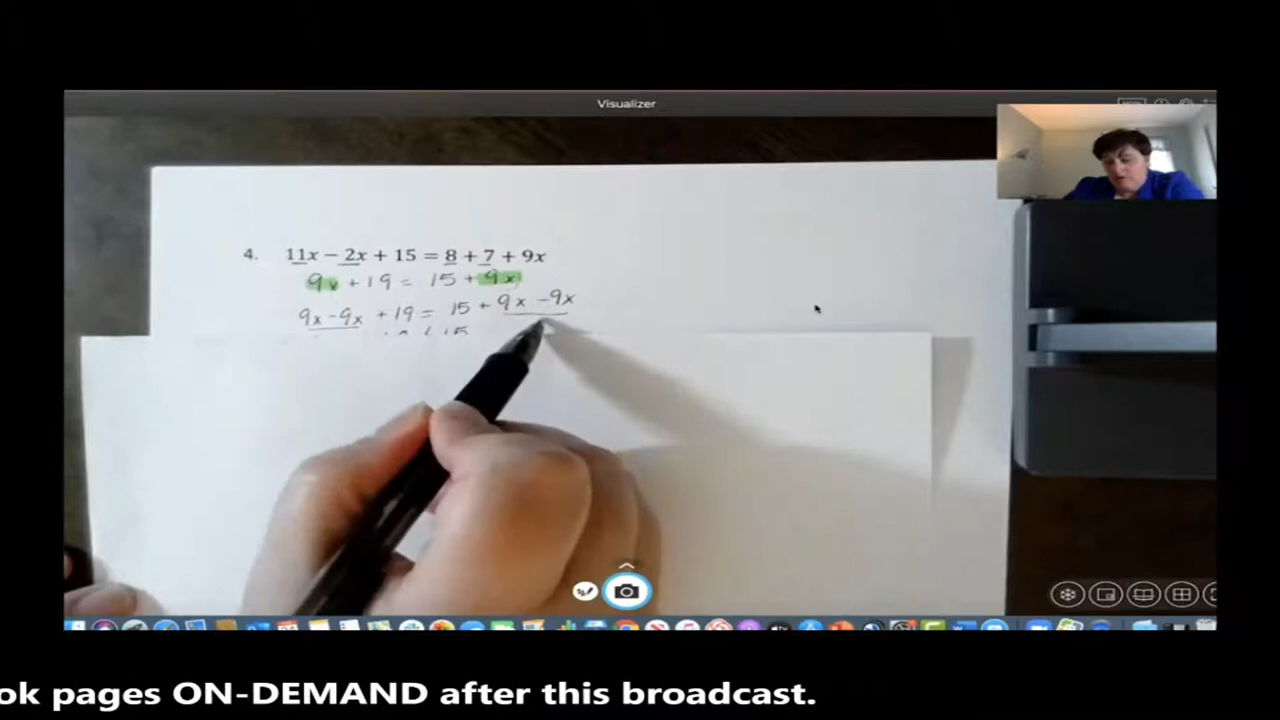 Visualizer
4. 11x − 2x + 15 = 8 + 7 + 9x
9x + 19 = 15 + 9x
9x − 9x + 19 = 15 + 9x − 9x
15
ok pages ON-DEMAND after this broadcast.